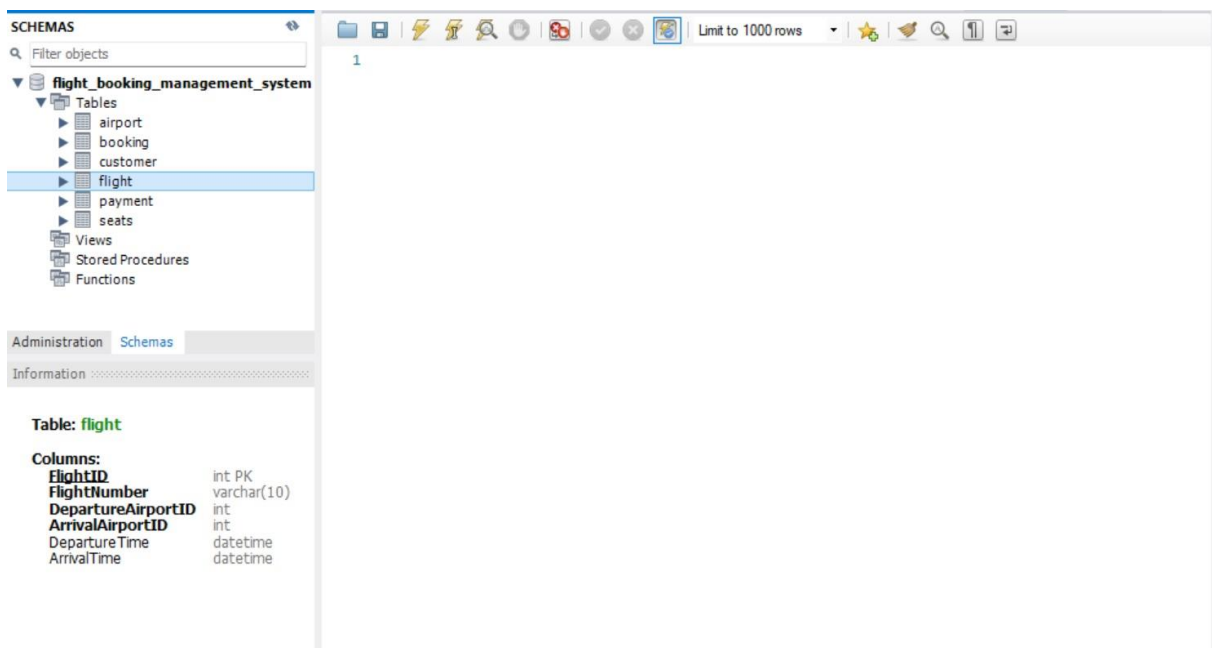 SCHEMAS
Filter objects
flight_booking_management_system
Tables
airport
booking
customer
flight
payment
seats
Views
Stored Procedures
Functions
Administration Schemas
Information
Table: flight
Columns:
FlightID int PK
FlightNumber varchar(10)
DepartureAirportID int
ArrivalAirportID int
DepartureTime datetime
ArrivalTime datetime
Limit to 1000 rows
1